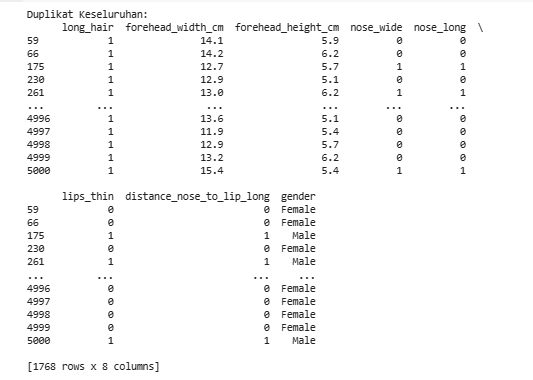 Duplikat Keseluruhan:
long_hair forehead_width_cm forehead_height_cm nose_wide nose_long \
59 1 14.1 5.9 0 0
66 1 14.2 6.2 0 0
175 1 12.7 5.7 1 1
230 1 12.9 5.1 0 0
261 1 13.0 6.2 1 1
... ... ... ... ... ...
4996 1 13.6 5.1 0 0
4997 1 11.9 5.4 0 0
4998 1 12.9 5.7 0 0
4999 1 13.2 6.2 0 0
5000 1 15.4 5.4 1 1
lips_thin distance_nose_to_lip_long gender
59 0 0 Female
66 0 0 Female
175 1 1 Male
230 0 0 Female
261 1 1 Male
... ... ... ...
4996 0 0 Female
4997 0 0 Female
4998 0 0 Female
4999 0 0 Female
5000 1 1 Male
[1768 rows x 8 columns]